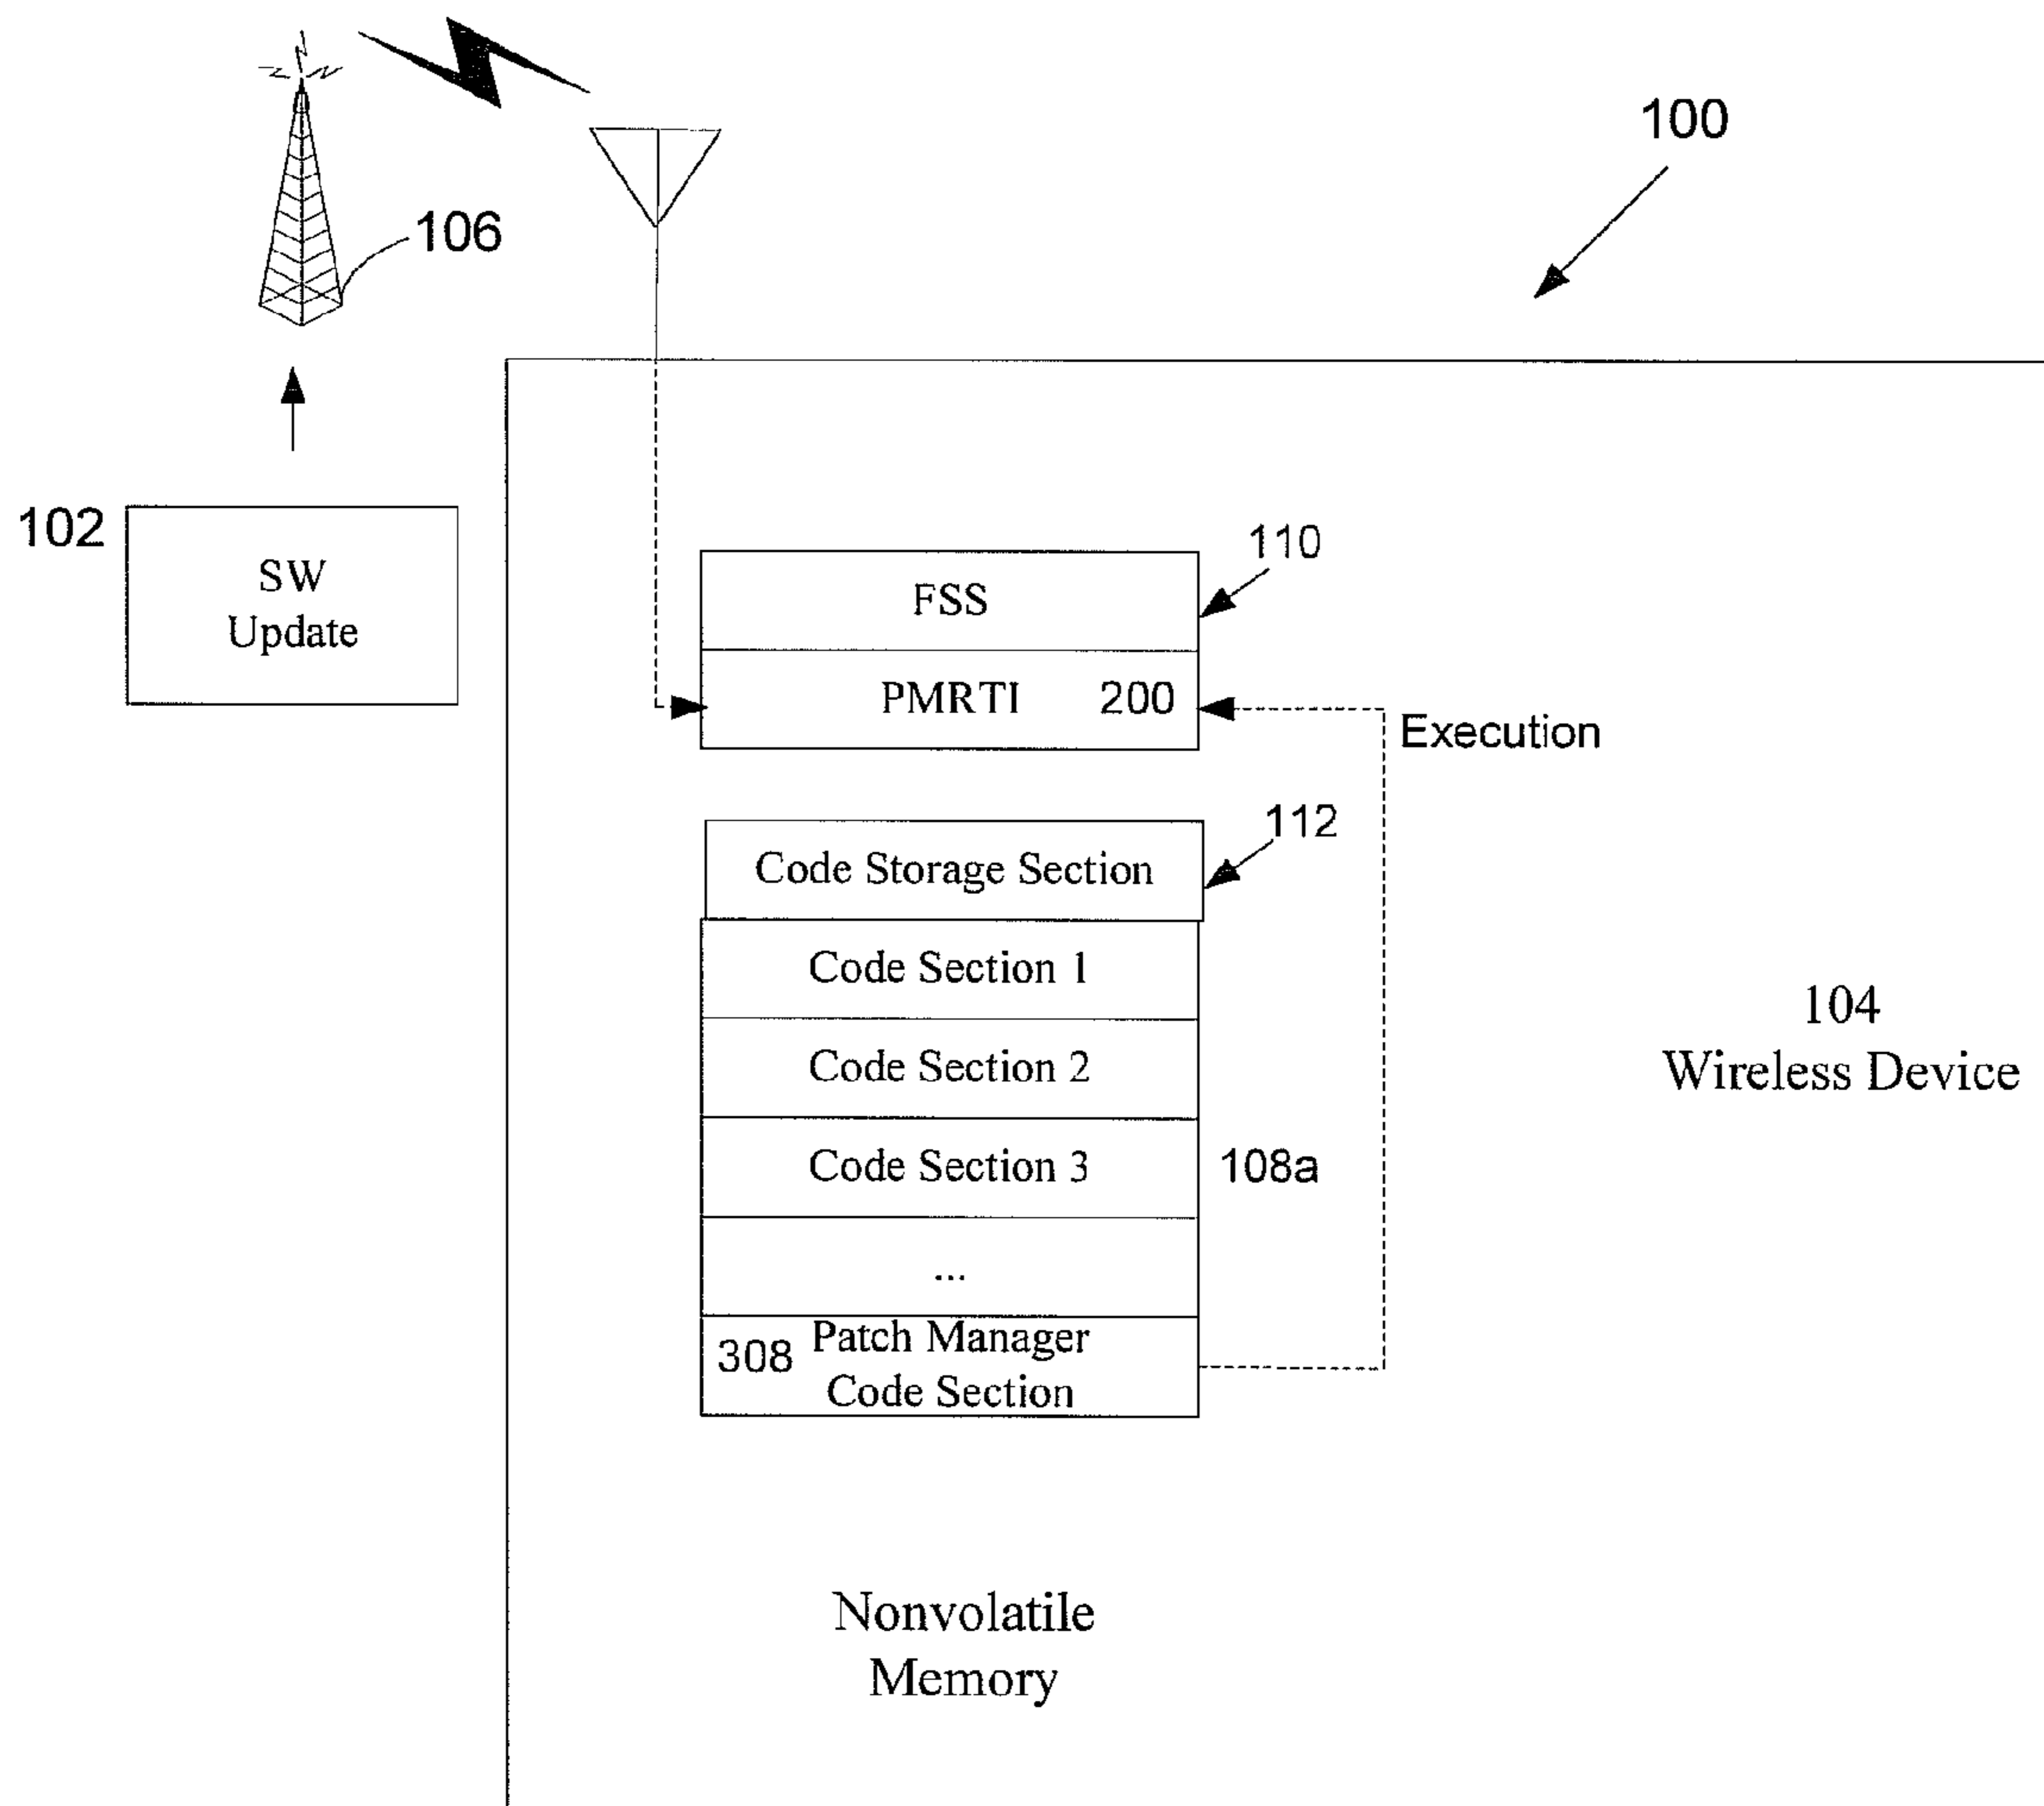 100
106
102
SW
Update
110
FSS
PMRTI 200
Execution
112
Code Storage Section
Code Section 1
Code Section 2
104
Wireless Device
Code Section 3
108a
...
308 Patch Manager
Code Section
Nonvolatile
Memory